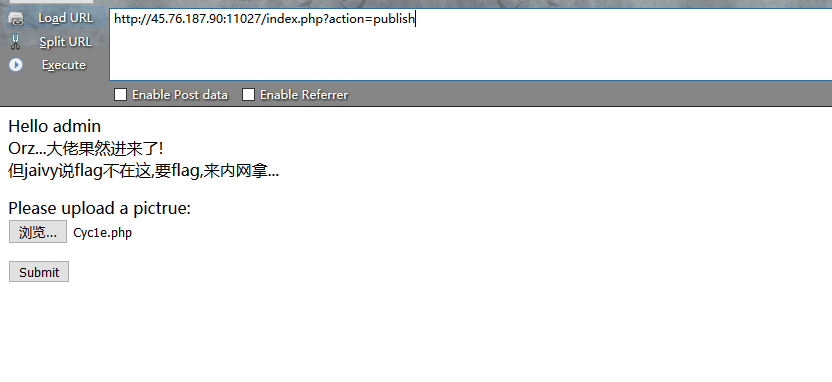 Load URL
http://45.76.187.90:11027/index.php?action=publish
Split URL
Execute
Enable Post data Enable Referrer
Hello admin
Orz...大佬果然进来了!
但jaivy说flag不在这,要flag,来内网拿...
Please upload a pictrue:
浏览... Cyc1e.php
Submit